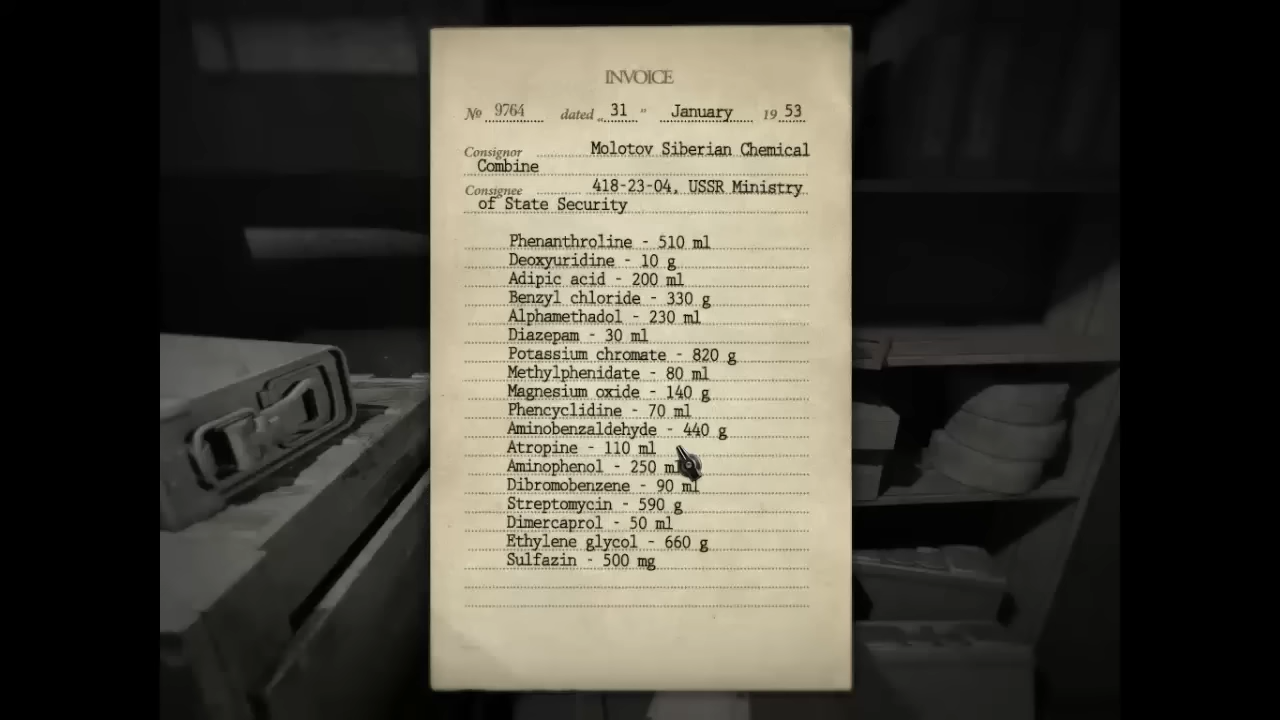 INVOICE
№ 9764 dated „ 31 " January 19 53
Consignor Molotov Siberian Chemical
Combine
Consignee 418-23-04, USSR Ministry
of State Security
Phenanthroline - 510 ml
Deoxyuridine - 10 g
Adipic acid - 200 ml
Benzyl chloride - 330 g
Alphamethadol - 230 ml
Diazepam - 30 ml
Potassium chromate - 820 g
Methylphenidate - 80 ml
Magnesium oxide - 140 g
Phencyclidine - 70 ml
Aminobenzaldehyde - 440 g
Atropine - 110 ml
Aminophenol - 250 ml
Dibromobenzene - 90 ml
Streptomycin - 590 g
Dimercaprol - 50 ml
Ethylene glycol - 660 g
Sulfazin - 500 mg